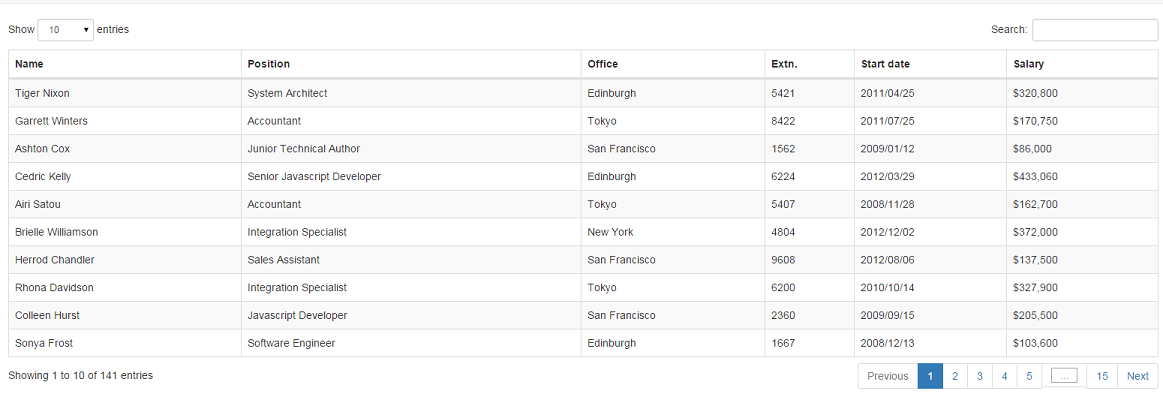 Show 10 entries Search:
Name Position Office Extn. Start date Salary
Tiger Nixon System Architect Edinburgh 5421 2011/04/25 $320,800
Garrett Winters Accountant Tokyo 8422 2011/07/25 $170,750
Ashton Cox Junior Technical Author San Francisco 1562 2009/01/12 $86,000
Cedric Kelly Senior Javascript Developer Edinburgh 6224 2012/03/29 $433,060
Airi Satou Accountant Tokyo 5407 2008/11/28 $162,700
Brielle Williamson Integration Specialist New York 4804 2012/12/02 $372,000
Herrod Chandler Sales Assistant San Francisco 9608 2012/08/06 $137,500
Rhona Davidson Integration Specialist Tokyo 6200 2010/10/14 $327,900
Colleen Hurst Javascript Developer San Francisco 2360 2009/09/15 $205,500
Sonya Frost Software Engineer Edinburgh 1667 2008/12/13 $103,600
Showing 1 to 10 of 141 entries Previous 1 2 3 4 5 ... 15 Next